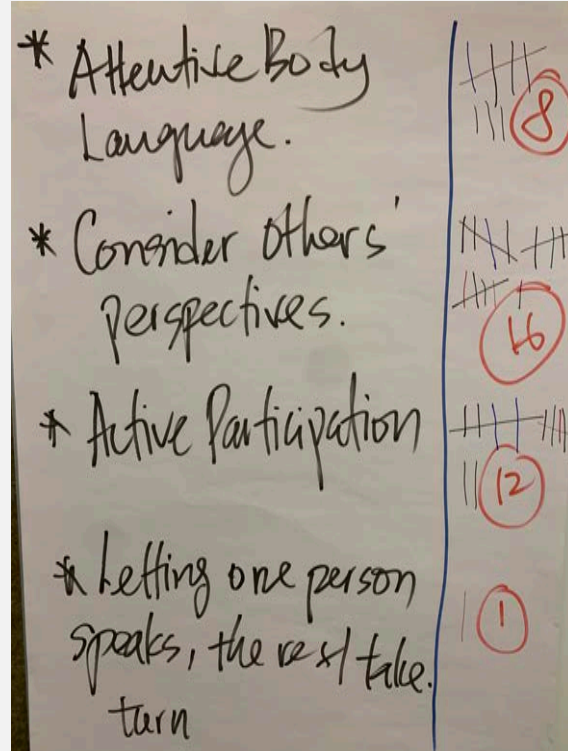 * Attentive Body
Language.
8
* Consider others'
perspectives.
16
* Active Participation
12
* Letting one person
speaks, the rest take.
turn
1